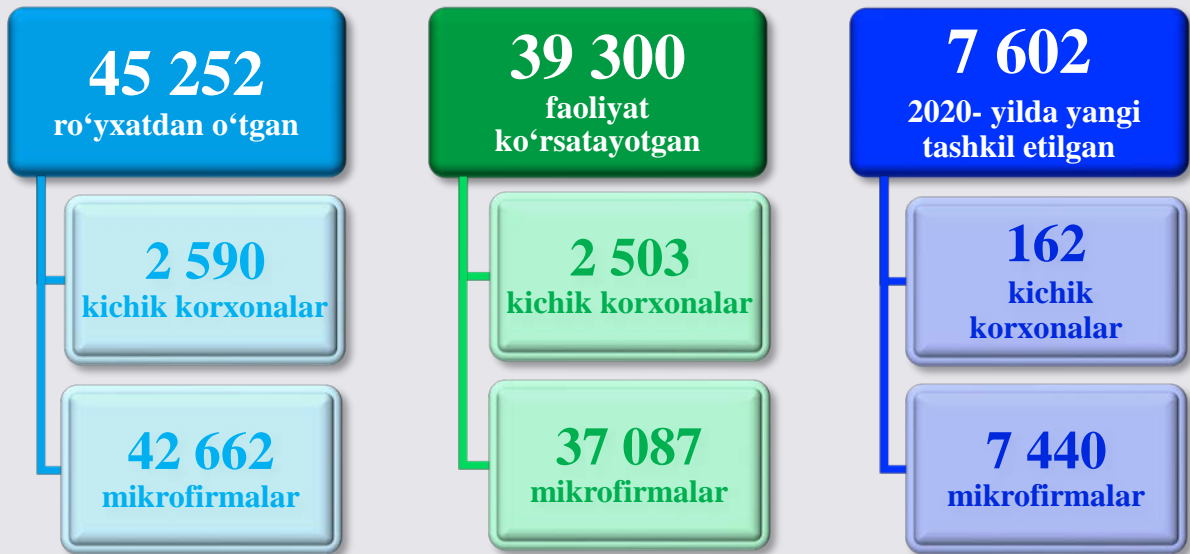 45 252
ro‘yxatdan o‘tgan
2 590
kichik korxonalar
42 662
mikrofirmalar
39 300
faoliyat
ko‘rsatayotgan
2 503
kichik korxonalar
37 087
mikrofirmalar
7 602
2020- yilda yangi
tashkil etilgan
162
kichik
korxonalar
7 440
mikrofirmalar